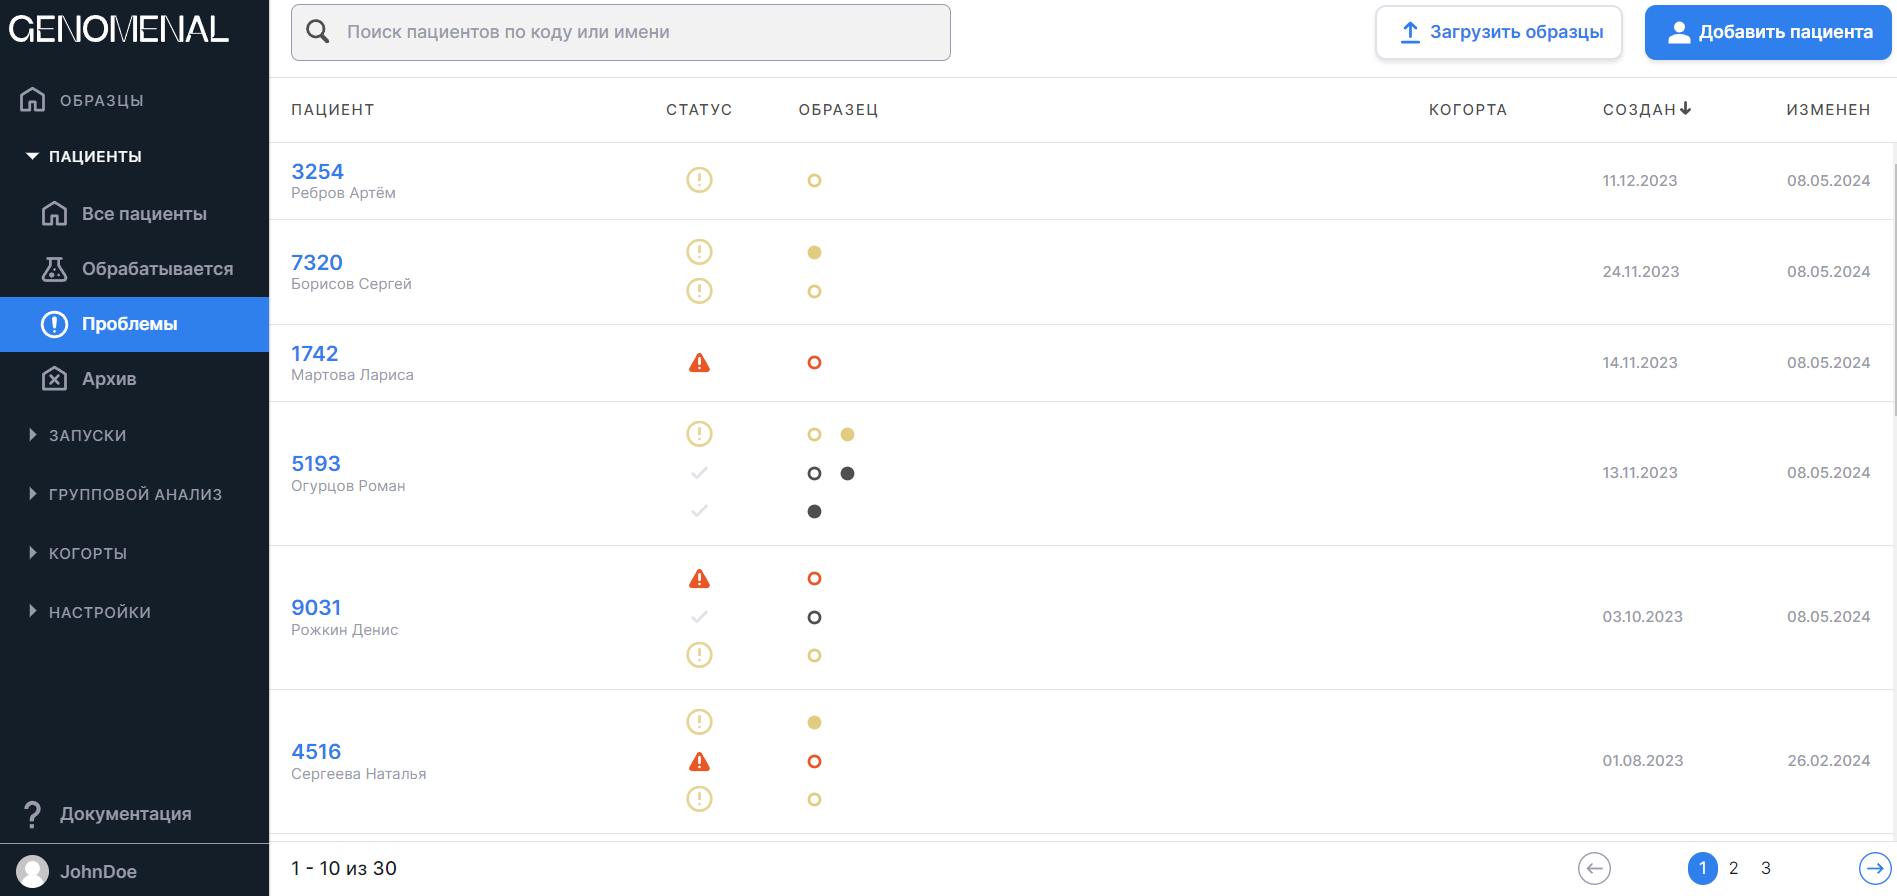 GENOMENAL
Поиск пациентов по коду или имени
Загрузить образцы
Добавить пациента
ОБРАЗЦЫ
ПАЦИЕНТЫ
Все пациенты
Обрабатывается
Проблемы
Архив
ЗАПУСКИ
ГРУППОВОЙ АНАЛИЗ
КОГОРТЫ
НАСТРОЙКИ
Документация
JohnDoe
ПАЦИЕНТ СТАТУС ОБРАЗЕЦ КОГОРТА СОЗДАН ИЗМЕНЕН
3254
Ребров Артём
11.12.2023 08.05.2024
7320
Борисов Сергей
24.11.2023 08.05.2024
1742
Мартова Лариса
14.11.2023 08.05.2024
5193
Огурцов Роман
13.11.2023 08.05.2024
9031
Рожкин Денис
03.10.2023 08.05.2024
4516
Сергеева Наталья
01.08.2023 26.02.2024
1 - 10 из 30
1 2 3